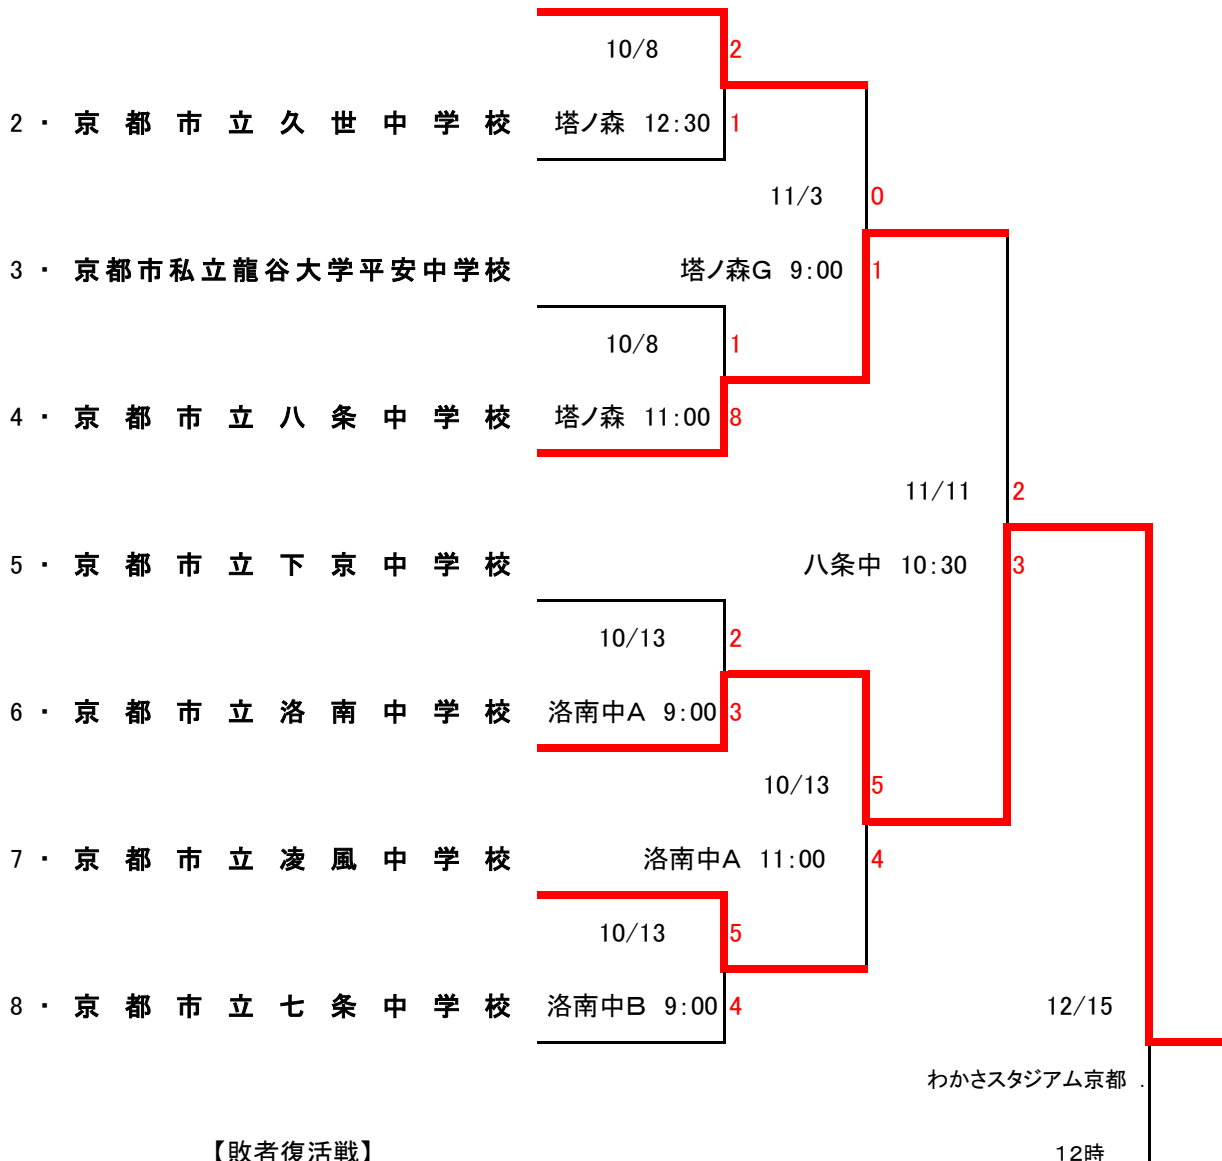 10/8 2
2 ・ 京都市立久世中学校 塔ノ森 12:30 1
11/3 0
3 ・ 京都市私立龍谷大学平安中学校 塔ノ森G 9:00 1
10/8 1
4 ・ 京都市立八条中学校 塔ノ森 11:00 8
11/11 2
5 ・ 京都市立下京中学校 八条中 10:30 3
10/13 2
6 ・ 京都市立洛南中学校 洛南中A 9:00 3
10/13 5
7 ・ 京都市立凌風中学校 洛南中A 11:00 4
10/13 5
8 ・ 京都市立七条中学校 洛南中B 9:00 4 12/15
わかさスタジアム京都 .
【敗者復活戦】 12時